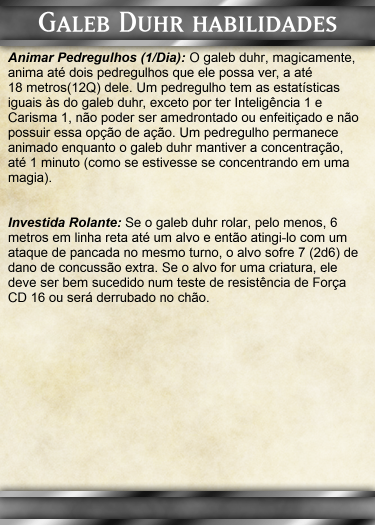 Galeb Duhr habilidades
Animar Pedregulhos (1/Dia): O galeb duhr, magicamente,
anima até dois pedregulhos que ele possa ver, a até
18 metros(12Q) dele. Um pedregulho tem as estatísticas
iguais às do galeb duhr, exceto por ter Inteligência 1 e
Carisma 1, não poder ser amedrontado ou enfeitiçado e não
possuir essa opção de ação. Um pedregulho permanece
animado enquanto o galeb duhr mantiver a concentração,
até 1 minuto (como se estivesse se concentrando em uma
magia).
Investida Rolante: Se o galeb duhr rolar, pelo menos, 6
metros em linha reta até um alvo e então atingi-lo com um
ataque de pancada no mesmo turno, o alvo sofre 7 (2d6) de
dano de concussão extra. Se o alvo for uma criatura, ele
deve ser bem sucedido num teste de resistência de Força
CD 16 ou será derrubado no chão.